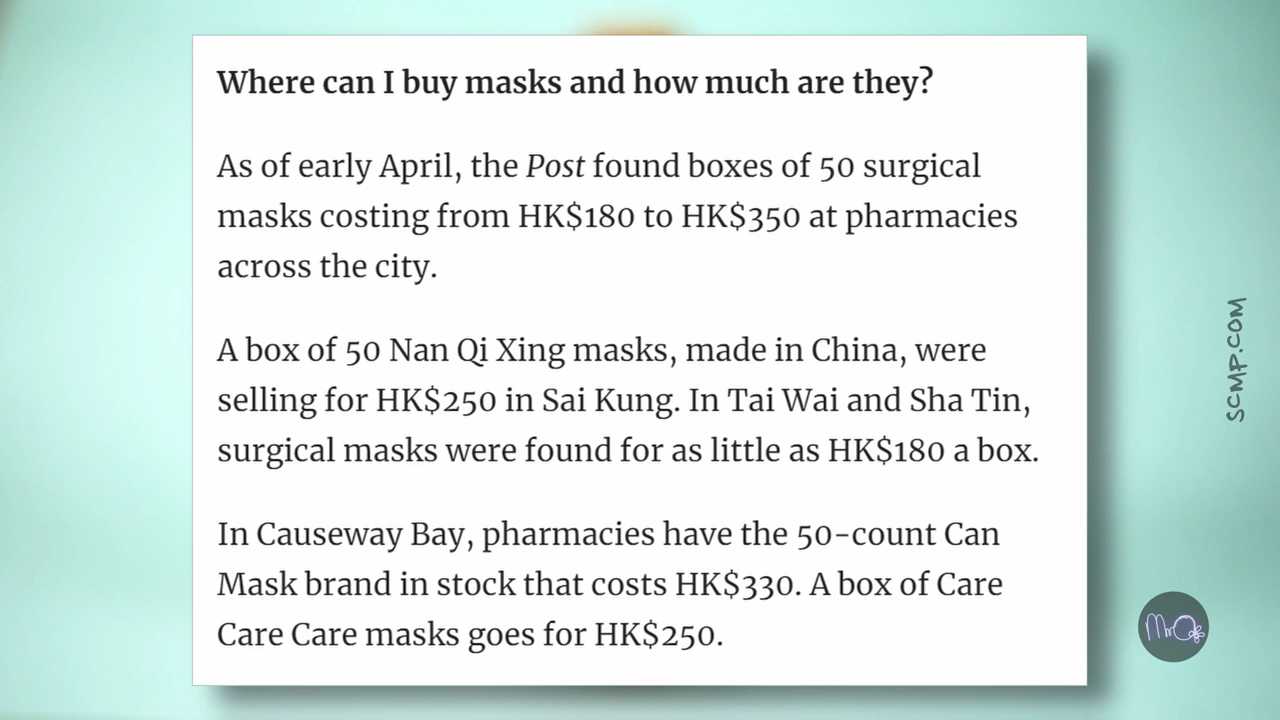 Where can I buy masks and how much are they?
As of early April, the Post found boxes of 50 surgical
masks costing from HK$180 to HK$350 at pharmacies
across the city.
A box of 50 Nan Qi Xing masks, made in China, were
selling for HK$250 in Sai Kung. In Tai Wai and Sha Tin,
surgical masks were found for as little as HK$180 a box.
In Causeway Bay, pharmacies have the 50-count Can
Mask brand in stock that costs HK$330. A box of Care
Care Care masks goes for HK$250.
SCMP.COM